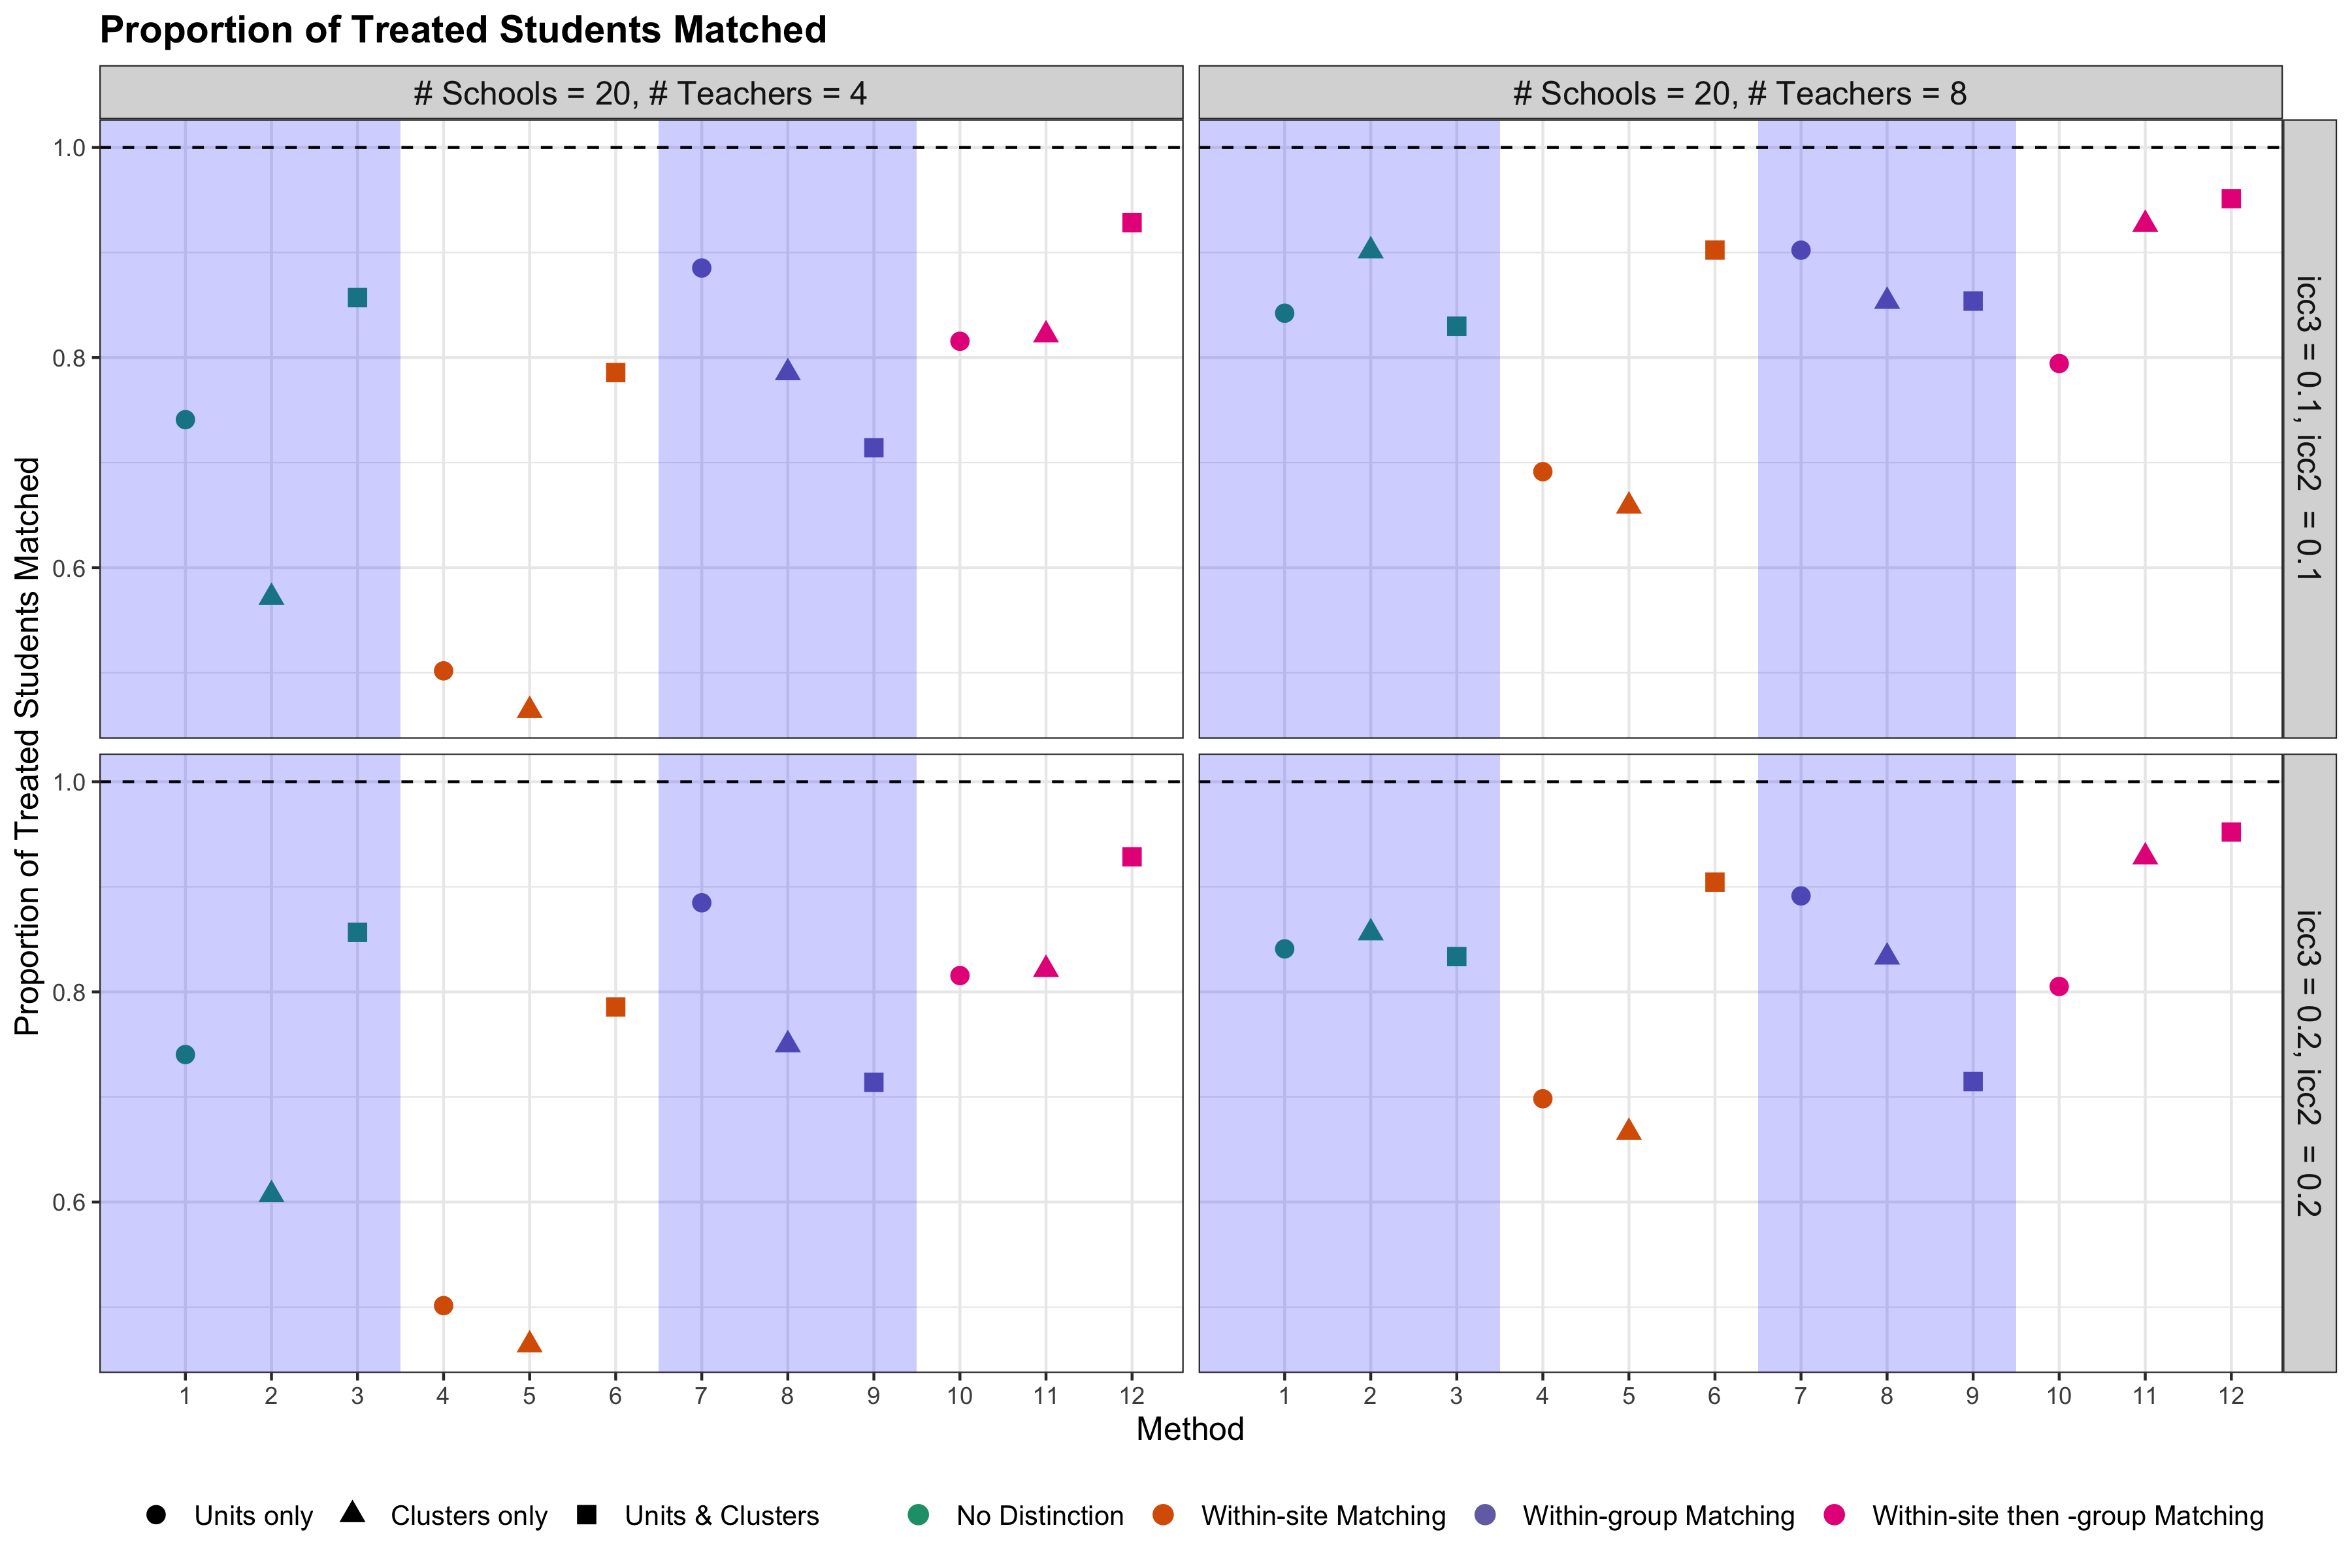 Proportion of Treated Students Matched
# Schools = 20, # Teachers = 4
# Schools = 20, # Teachers = 8
Proportion of Treated Students Matched
1.0
0.8
0.6
icc3 = 0.1, icc2 = 0.1
1.0
0.8
0.6
icc3 = 0.2, icc2 = 0.2
1 2 3 4 5 6 7 8 9 10 11 12
1 2 3 4 5 6 7 8 9 10 11 12
Method
Units only Clusters only Units & Clusters No Distinction Within-site Matching Within-group Matching Within-site then -group Matching